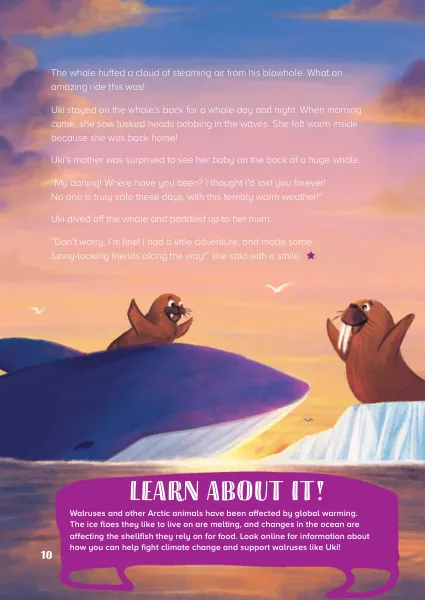 The whale huffed a cloud of steaming air from his blowhole. What an
amazing ride this was!
Uki stayed on the whale's back for a whole day and night. When morning
came, she saw tusked heads bobbing in the waves. She felt warm inside
because she was back home!
Uki's mother was surprised to see her baby on the back of a huge whale.
"My darling! Where have you been? I thought I'd lost you forever!
No one is truly safe these days, with this terribly warm weather!"
Uki dived off the whale and paddled up to her mum.
"Don't worry, I'm fine! I had a little adventure, and made some
funny-looking friends along the way!" she said with a smile.
LEARN ABOUT IT!
Walruses and other Arctic animals have been affected by global warming.
The ice floes they like to live on are melting, and changes in the ocean are
affecting the shellfish they rely on for food. Look online for information about
how you can help fight climate change and support walruses like Uki!
10